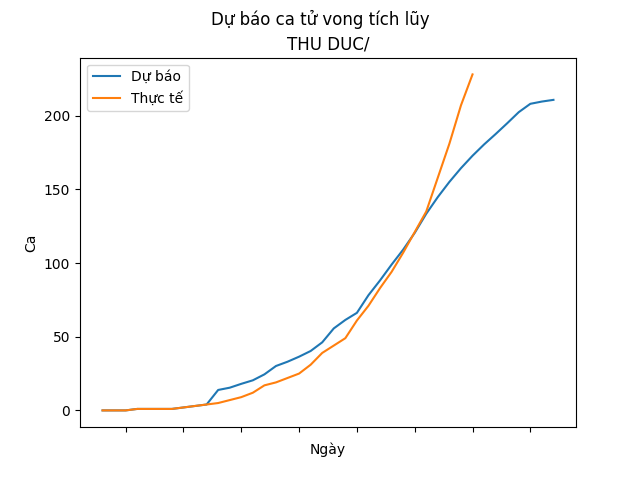 Dự báo ca tử vong tích lũy
THU DUC/
Dự báo
Thực tế
200
150
100
50
0
Ca
Ngày